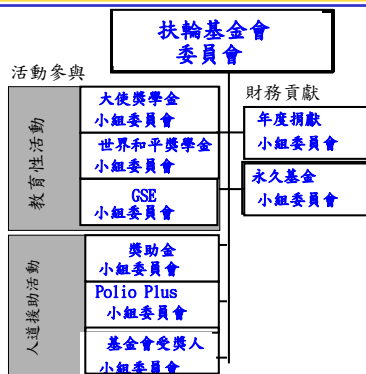 扶輪基金會
委員會
活動參與
財務貢獻
教育性活動
大使獎學金
小組委員會
世界和平獎學金
小組委員會
GSE
小組委員會
年度捐獻
小組委員會
永久基金
小組委員會
人道援助活動
獎助金
小組委員會
Polio Plus
小組委員會
基金會受獎人
小組委員會